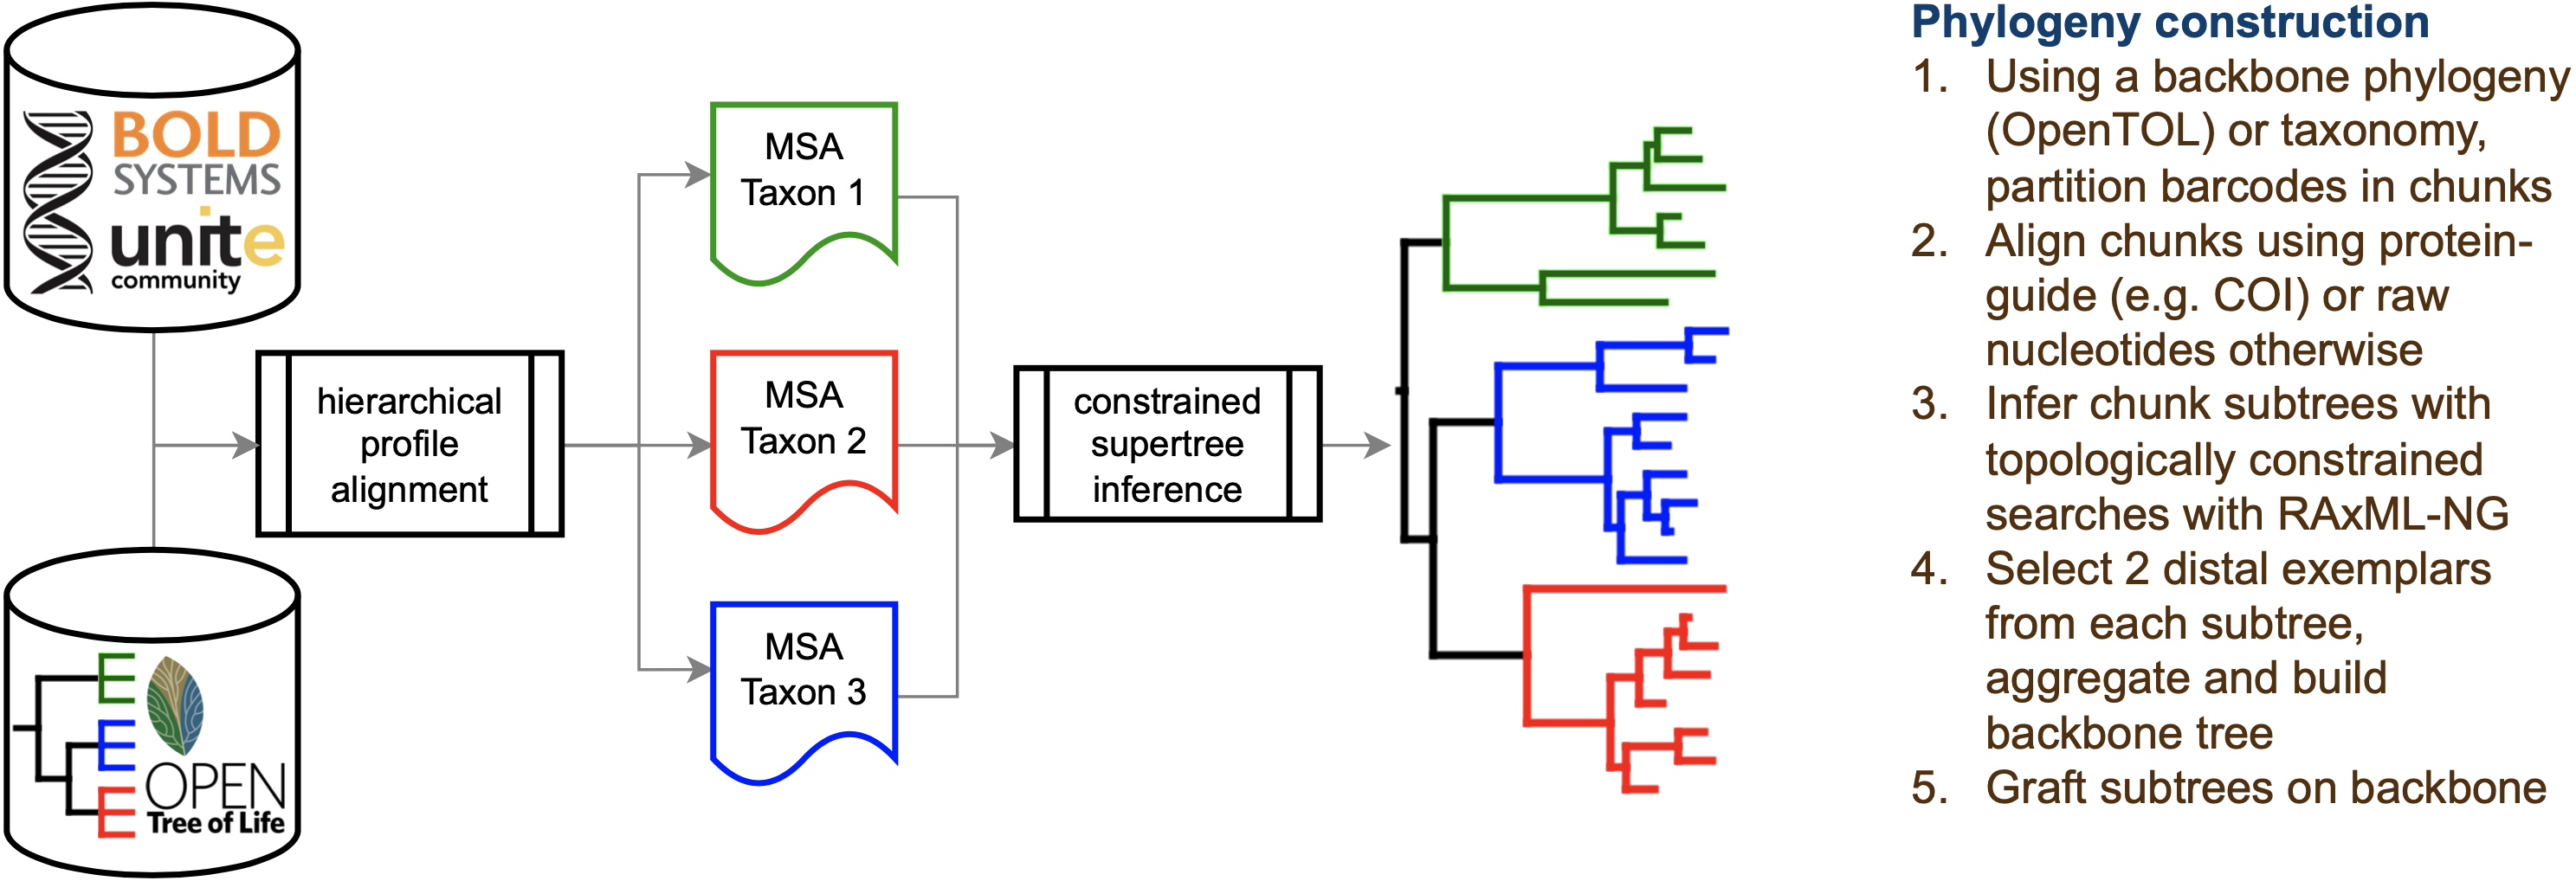 BOLD
SYSTEMS
unite
community
OPEN
Tree of Life
hierarchical
profile
alignment
MSA
Taxon 1
MSA
Taxon 2
MSA
Taxon 3
constrained
supertree
inference
Phylogeny construction
1. Using a backbone phylogeny
(OpenTOL) or taxonomy,
partition barcodes in chunks
2. Align chunks using protein-
guide (e.g. COI) or raw
nucleotides otherwise
3. Infer chunk subtrees with
topologically constrained
searches with RAxML-NG
4. Select 2 distal exemplars
from each subtree,
aggregate and build
backbone tree
5. Graft subtrees on backbone